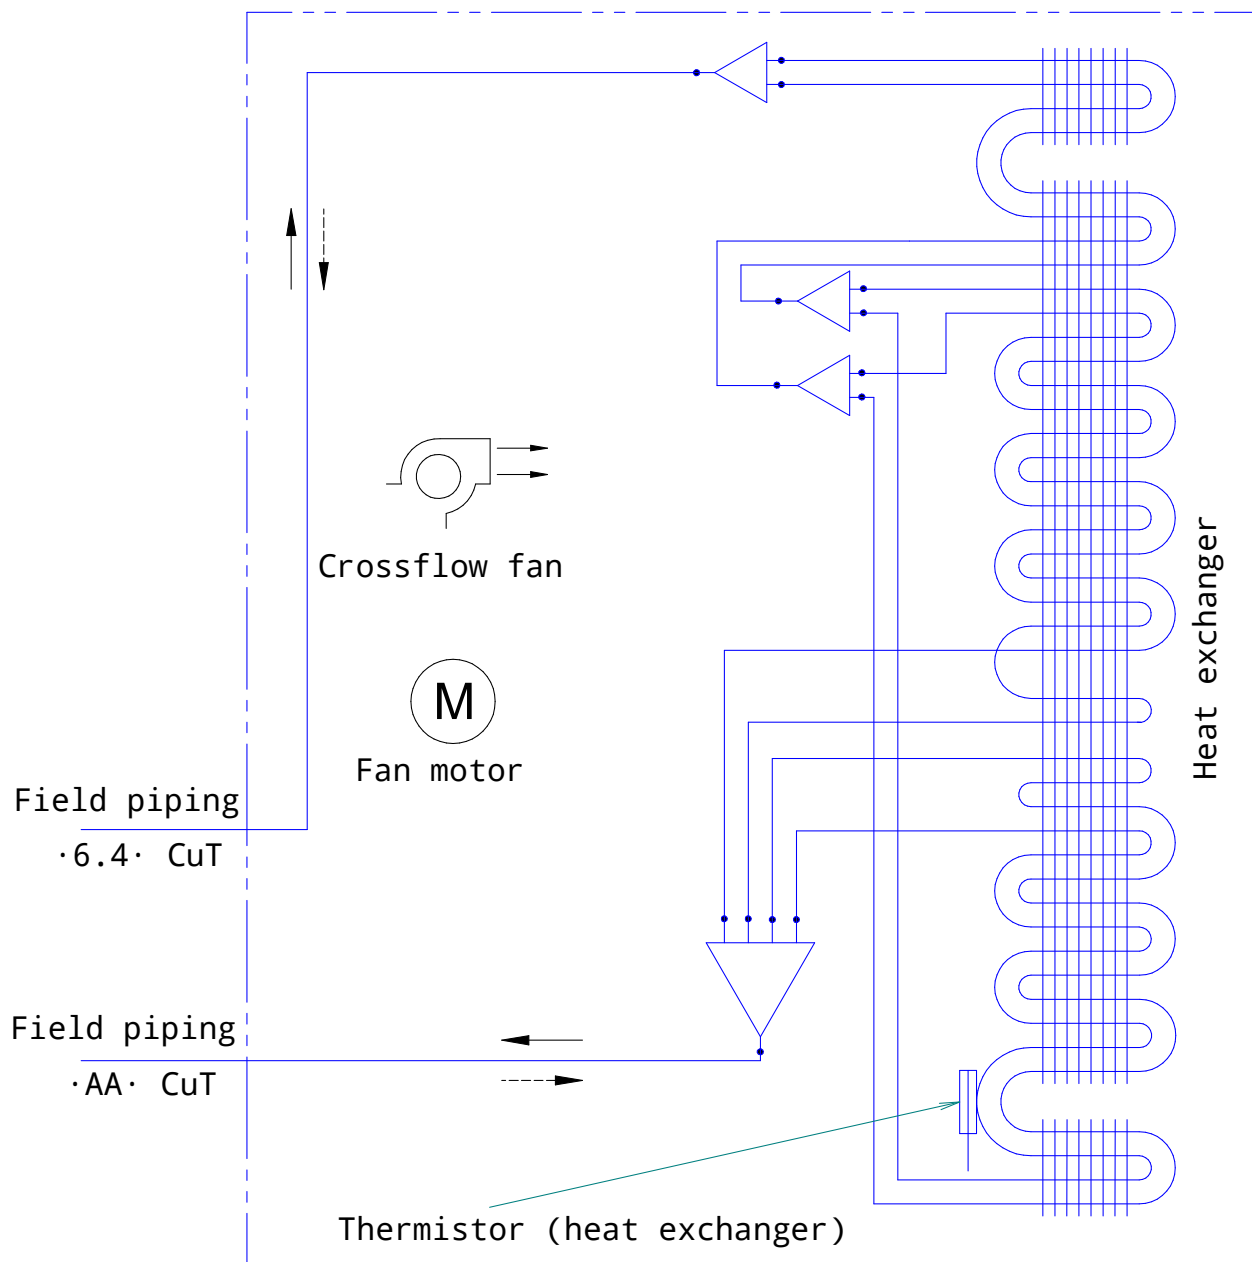 Crossflow fan
M
Fan motor
Heat exchanger
Field piping
·6.4· CuT
Field piping
·AA· CuT
Thermistor (heat exchanger)